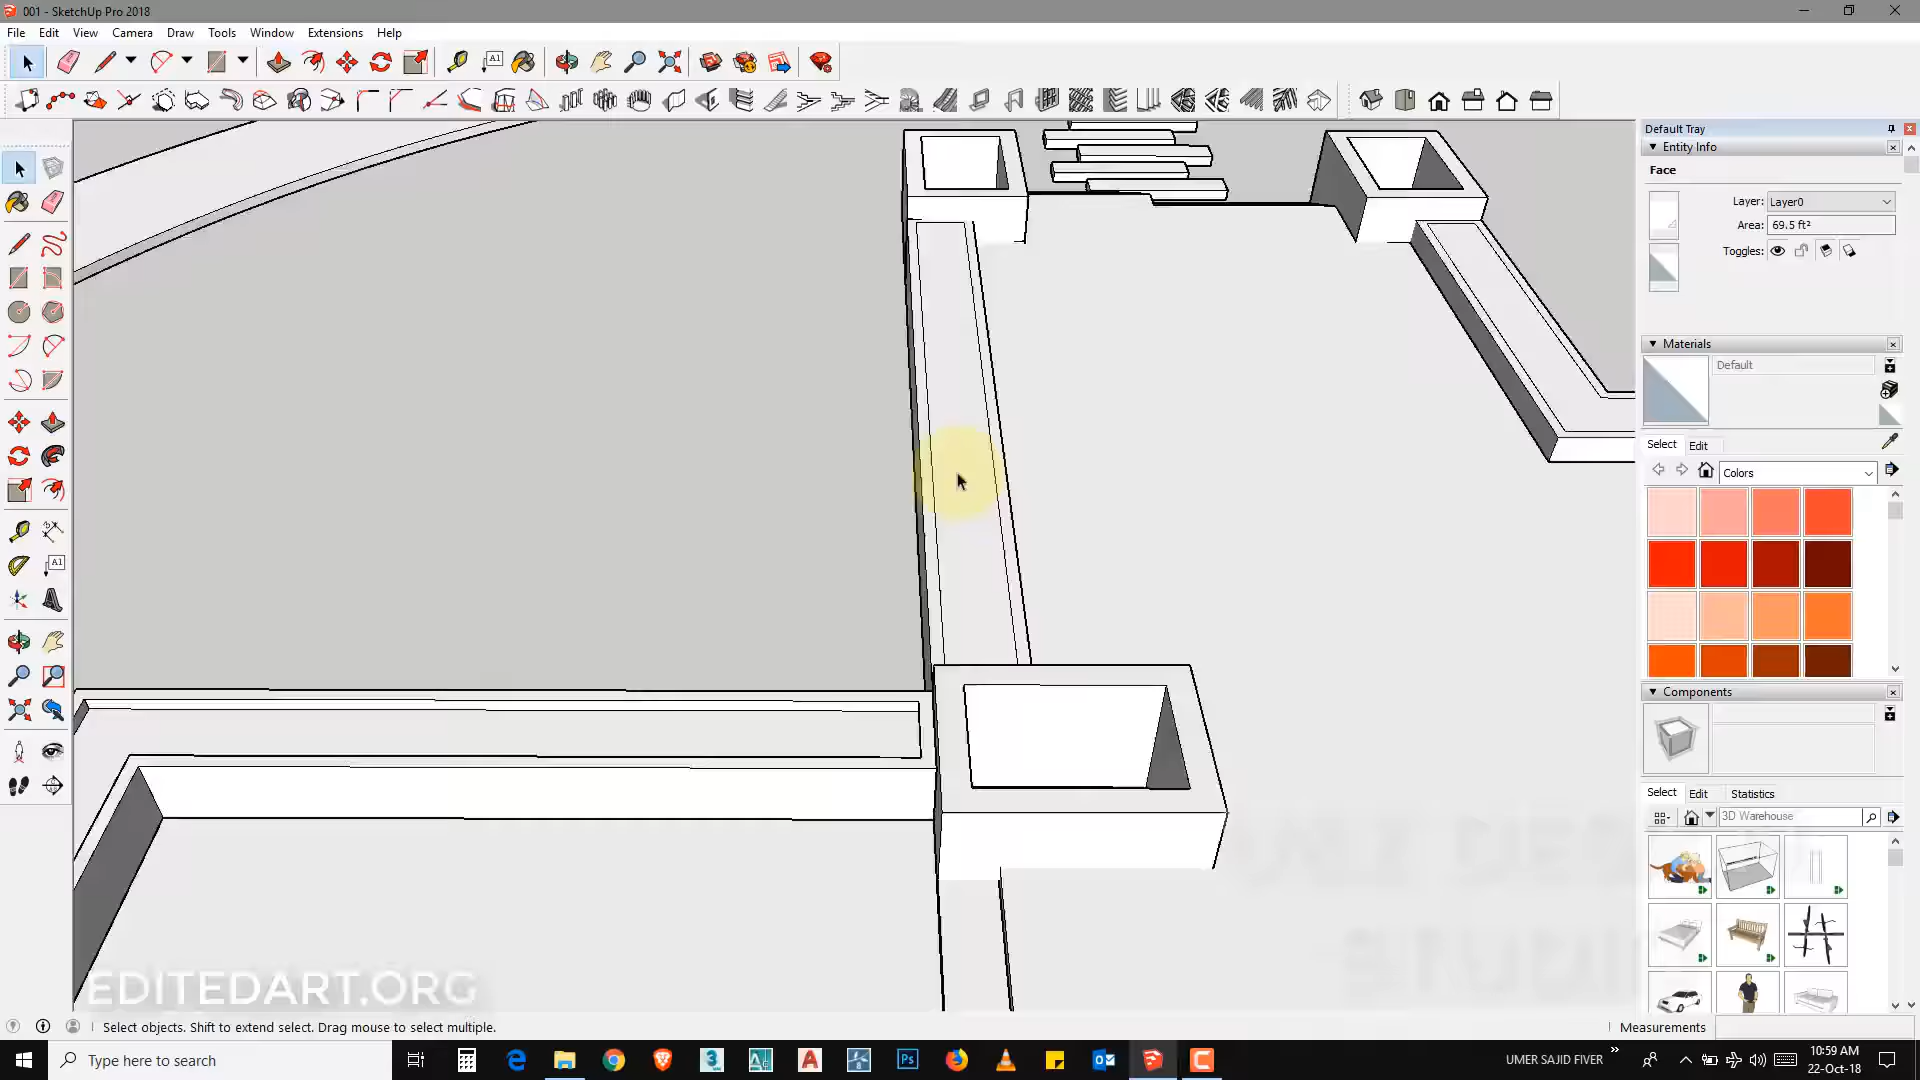 001 - SketchUp Pro 2018
File Edit View Camera Draw Tools Window Extensions Help
Default Tray
Entity Info
Face
Layer: Layer0
Area: 69.5 ft²
Toggles:
Materials
Default
Select Edit
Colors
Components
Select Edit Statistics
3D Warehouse
EDITEDART.ORG
Select objects. Shift to extend select. Drag mouse to select multiple.
Measurements
Type here to search
UMER SAJID FIVER
10:59 AM
22-Oct-18